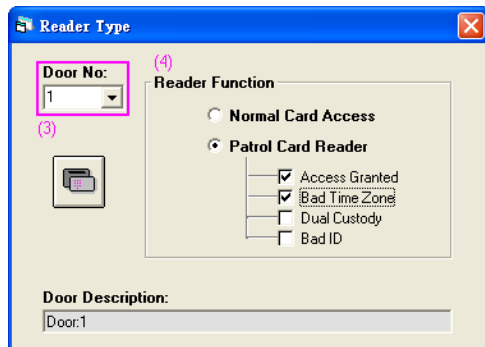 Reader Type
Door No:
1
(3)
(4)
Reader Function
Normal Card Access
Patrol Card Reader
Access Granted
Bad Time Zone
Dual Custody
Bad ID
Door Description:
Door:1